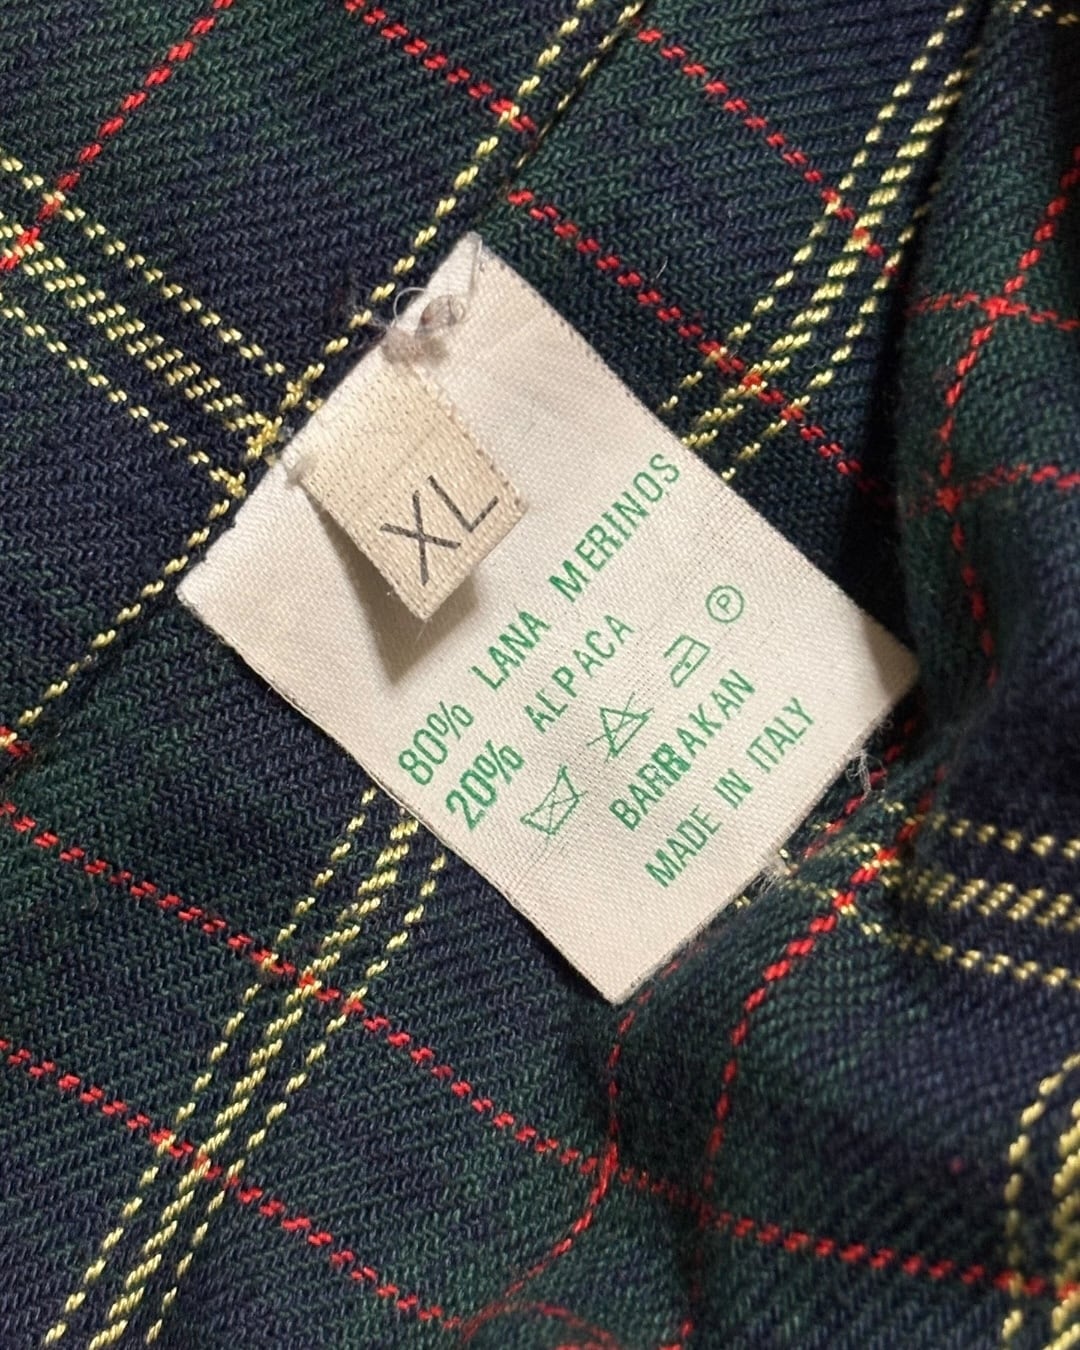 XL
80% LANA MERINOS
20% ALPACA
P
BARRAKAN
MADE IN ITALY